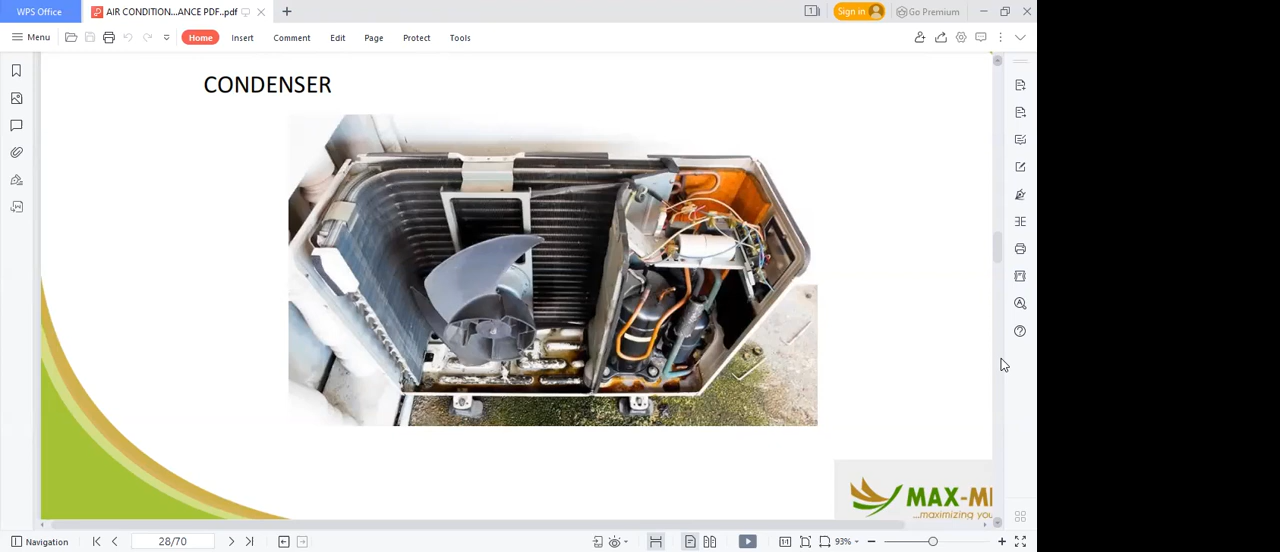 WPS Office
AIR CONDITION...ANCE PDF..pdf
Sign in
Go Premium
Menu
Home
Insert
Comment
Edit
Page
Protect
Tools
CONDENSER
MAX-MI
...maximizing you
Navigation
28/70
93%